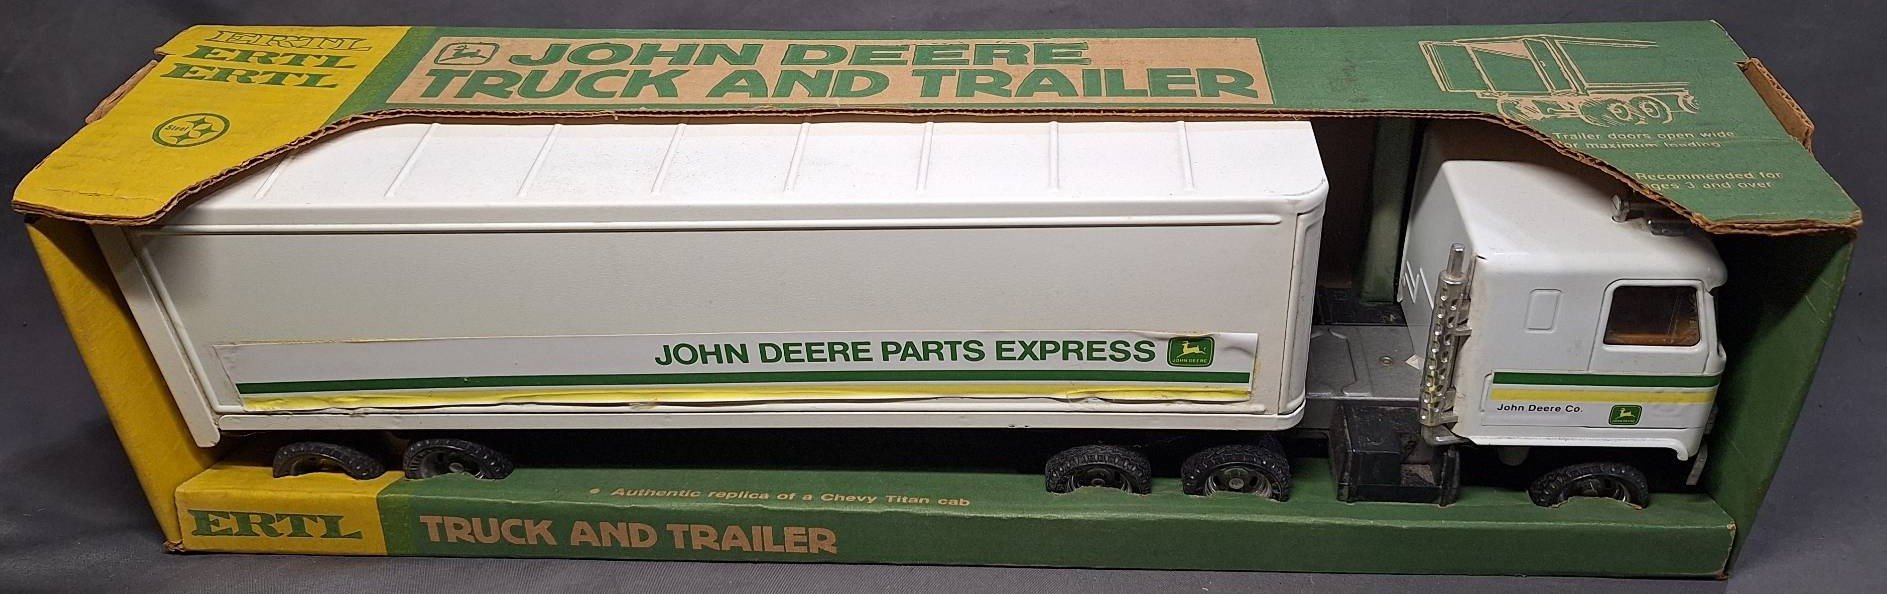 ERTL
ERTL
ERTL
Steel
JOHN DEERE
TRUCK AND TRAILER
Trailer doors open wide
for maximum loading
Recommended for
ages 3 and over
JOHN DEERE PARTS EXPRESS
JOHN DEERE
John Deere Co.
• Authentic replica of a Chevy Titan cab
ERTL
TRUCK AND TRAILER